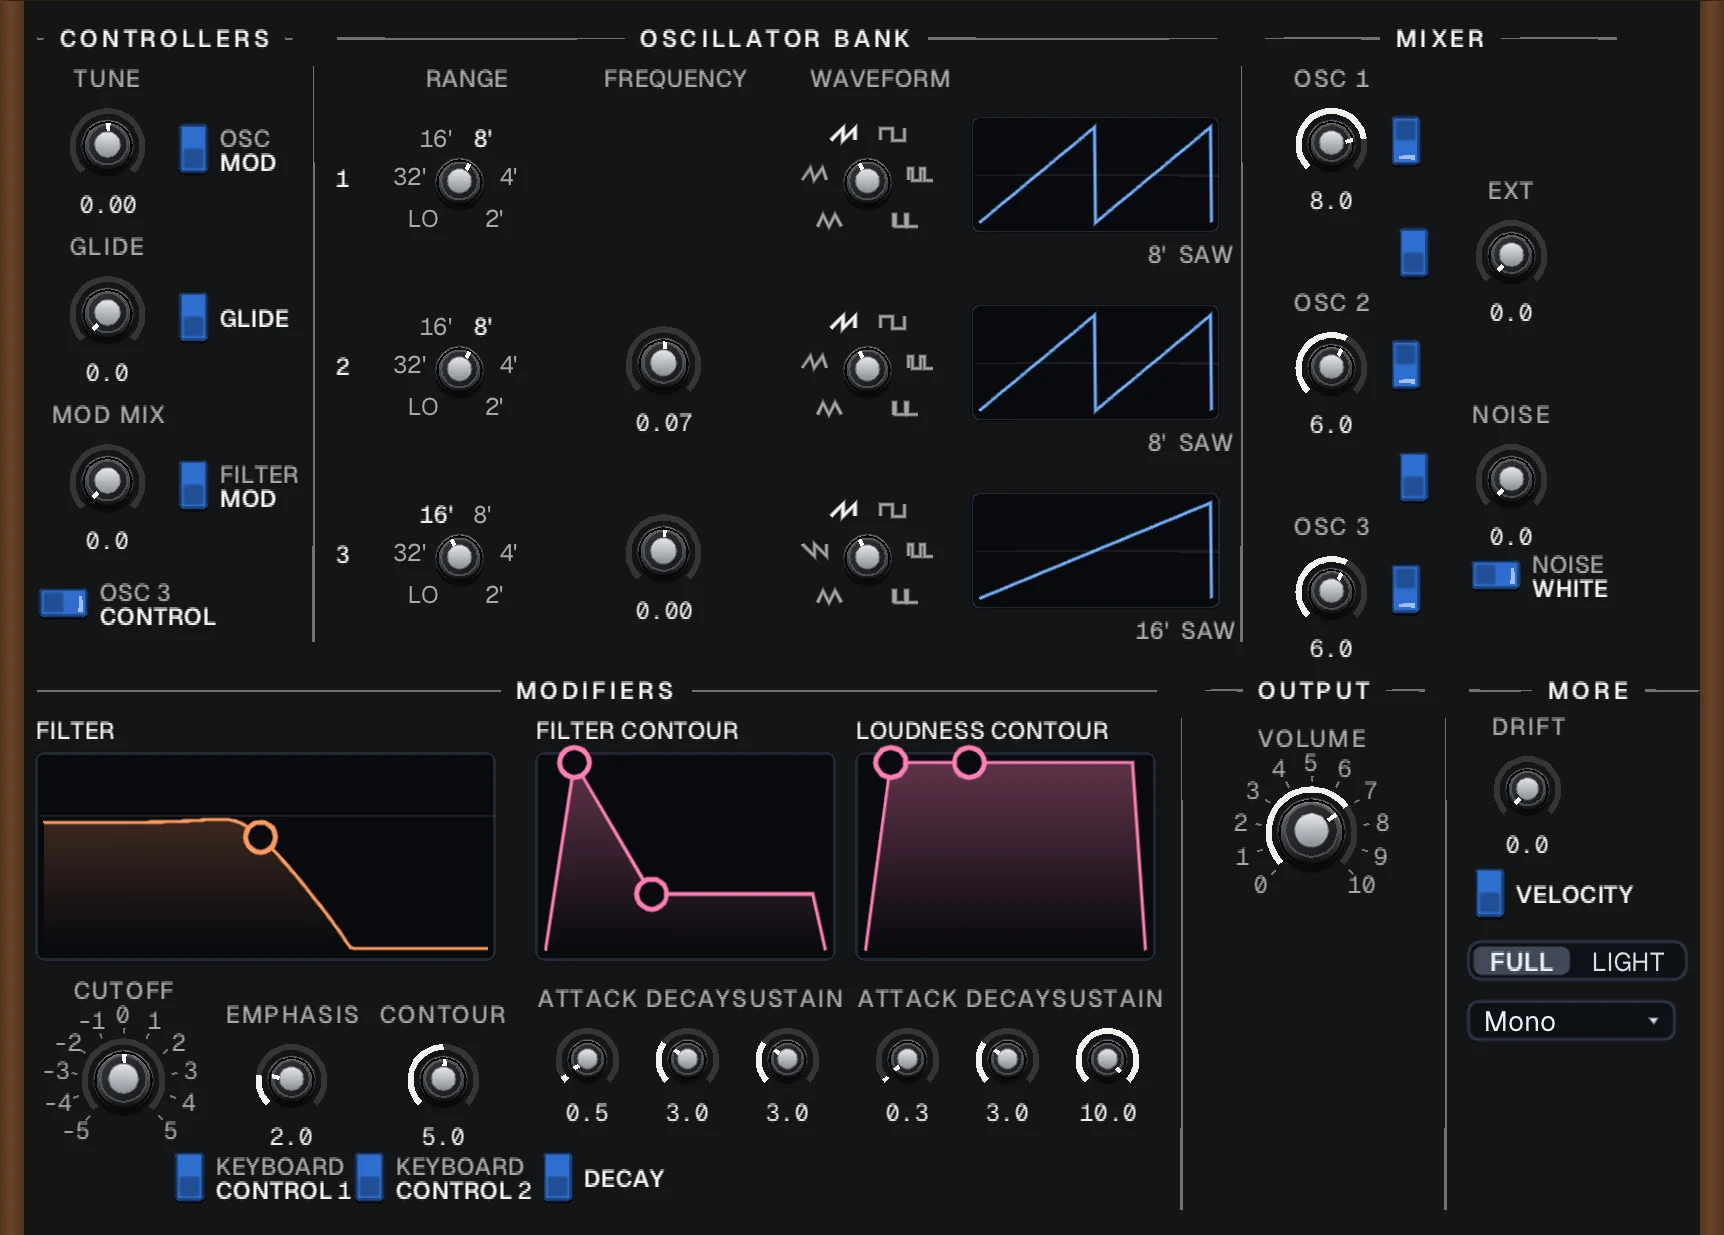 CONTROLLERS
OSCILLATOR BANK
MIXER
TUNE
OSC
MOD
0.00
GLIDE
GLIDE
0.0
MOD MIX
FILTER
MOD
0.0
OSC 3
CONTROL
RANGE
FREQUENCY
WAVEFORM
1
16' 8'
32' 4'
LO 2'
8' SAW
2
16' 8'
32' 4'
LO 2'
0.07
8' SAW
3
16' 8'
32' 4'
LO 2'
0.00
16' SAW
OSC 1
8.0
EXT
0.0
OSC 2
6.0
NOISE
0.0
NOISE
WHITE
OSC 3
6.0
MODIFIERS
OUTPUT
MORE
FILTER
FILTER CONTOUR
LOUDNESS CONTOUR
CUTOFF
-5 -4 -3 -2 -1 0 1 2 3 4 5
EMPHASIS
2.0
CONTOUR
5.0
ATTACK DECAY SUSTAIN
0.5 3.0 3.0
ATTACK DECAY SUSTAIN
0.3 3.0 10.0
KEYBOARD
CONTROL 1
KEYBOARD
CONTROL 2
DECAY
VOLUME
0 1 2 3 4 5 6 7 8 9 10
DRIFT
0.0
VELOCITY
FULL LIGHT
Mono